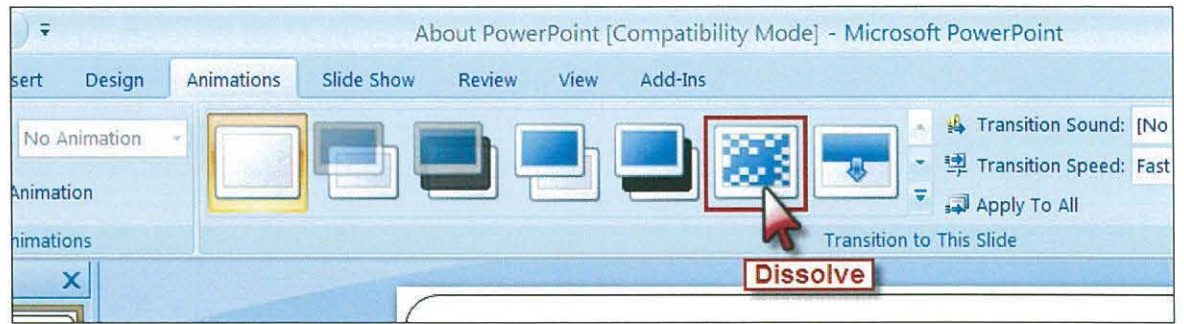 About PowerPoint [Compatibility Mode] - Microsoft PowerPoint
sert Design Animations Slide Show Review View Add-Ins
No Animation
Transition Sound: [No
Transition Speed: Fast
Animation
Apply To All
nimations
Transition to This Slide
X
Dissolve